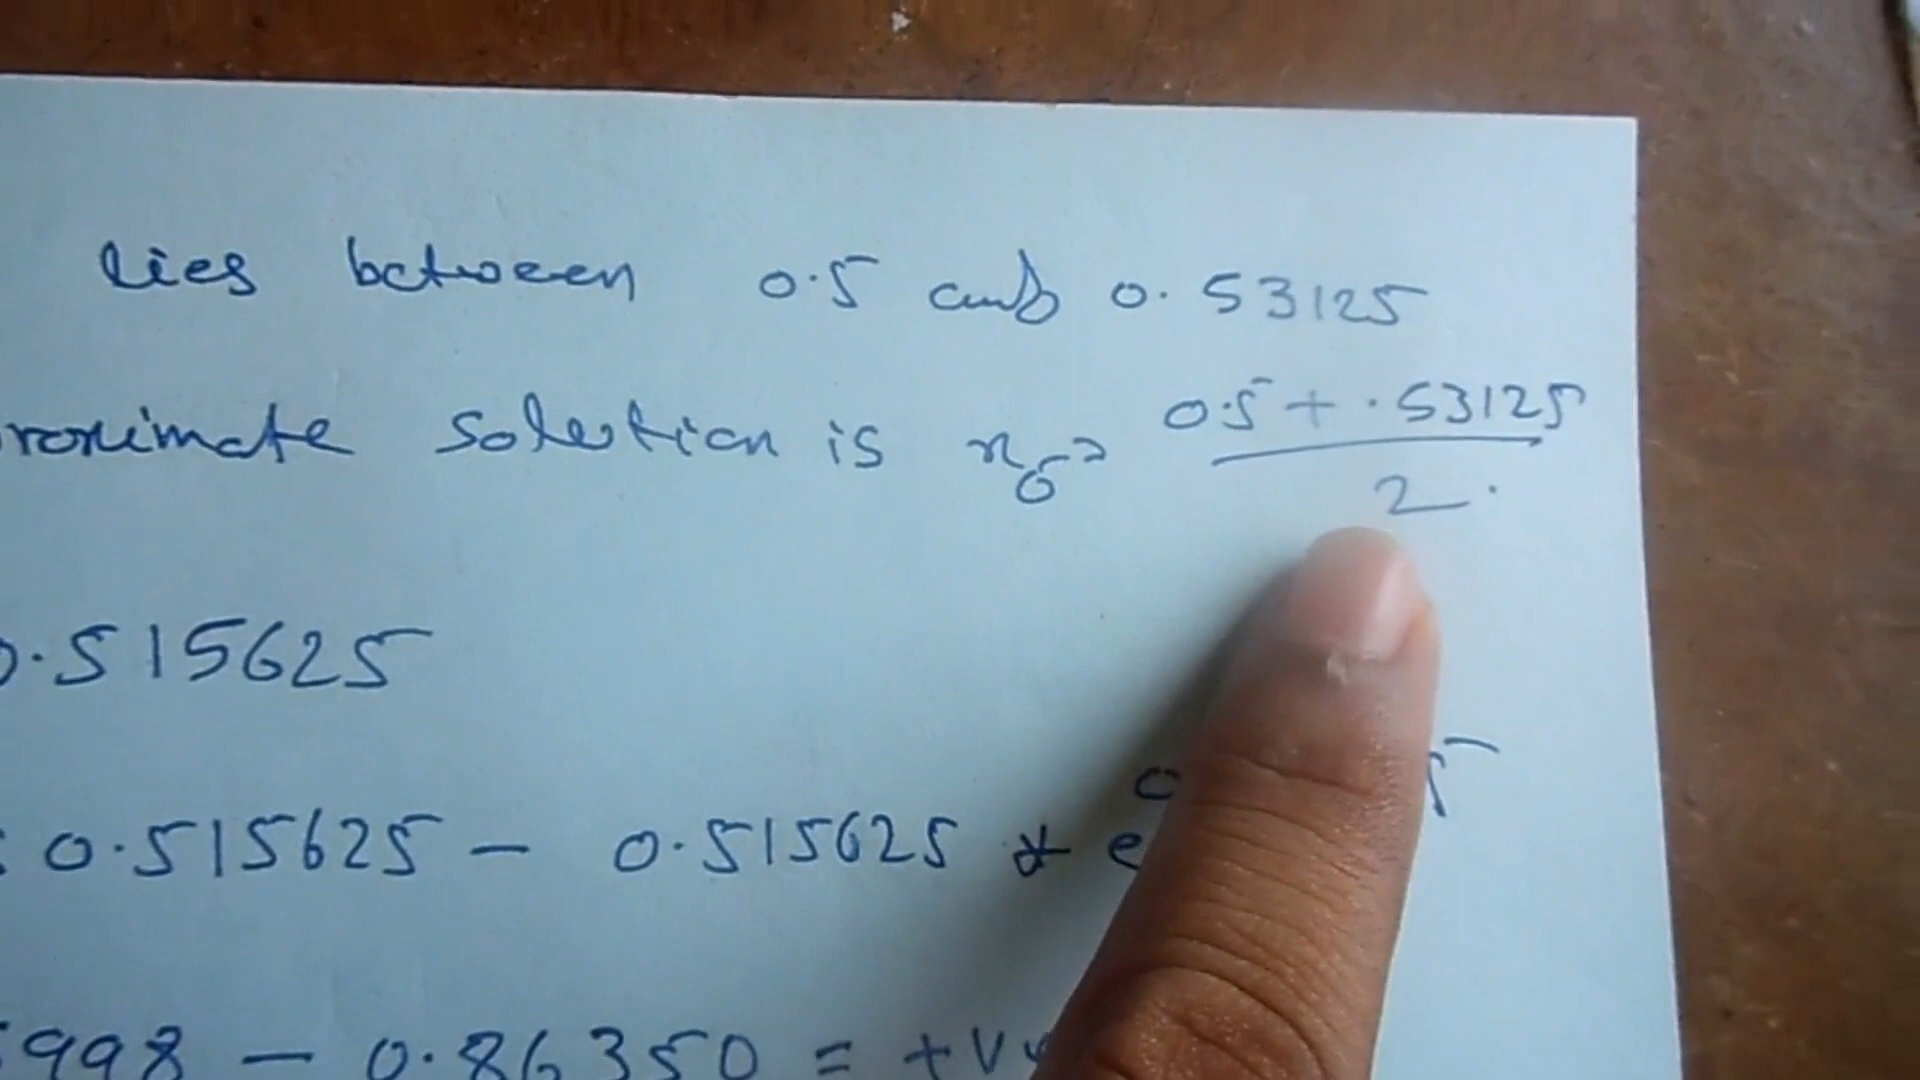 lies between 0.5 and 0.53125
roximate solution is x₆= 0.5 + .53125 / 2.
0.515625
: 0.515625 - 0.515625 * e
998 - 0.86350 = +ve